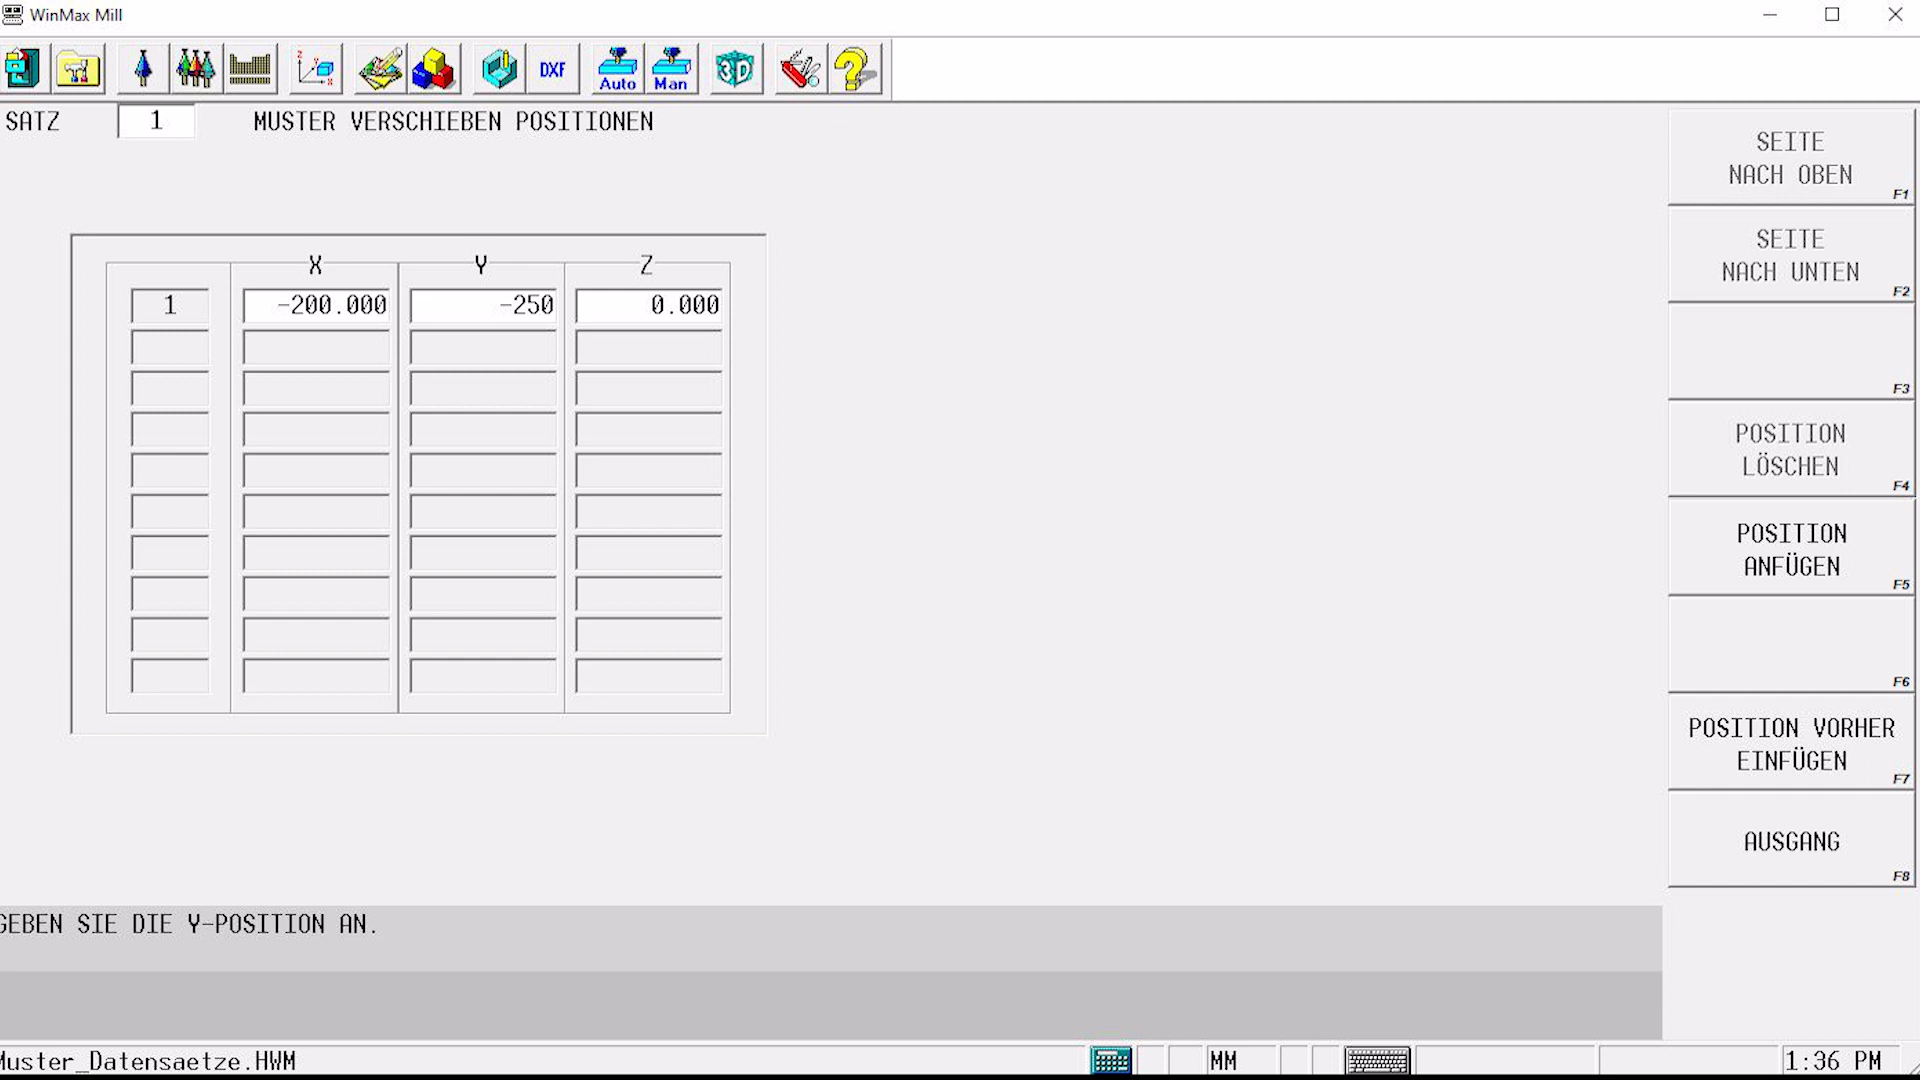 WinMax Mill
DXF
Auto
Man
3D
SATZ 1 MUSTER VERSCHIEBEN POSITIONEN
X Y Z
1 -200.000 -250 0.000
SEITE
NACH OBEN
F1
SEITE
NACH UNTEN
F2
F3
POSITION
LÖSCHEN
F4
POSITION
ANFÜGEN
F5
F6
POSITION VORHER
EINFÜGEN
F7
AUSGANG
F8
GEBEN SIE DIE Y-POSITION AN.
Muster_Datensaetze.HWM
MM
1:36 PM